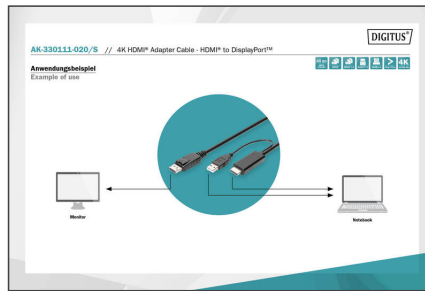 DIGITUS®
AK-330111-020/S // 4K HDMI® Adapter Cable - HDMI® to DisplayPort™
Anwendungsbeispiel
Example of use
4K
Monitor
Notebook